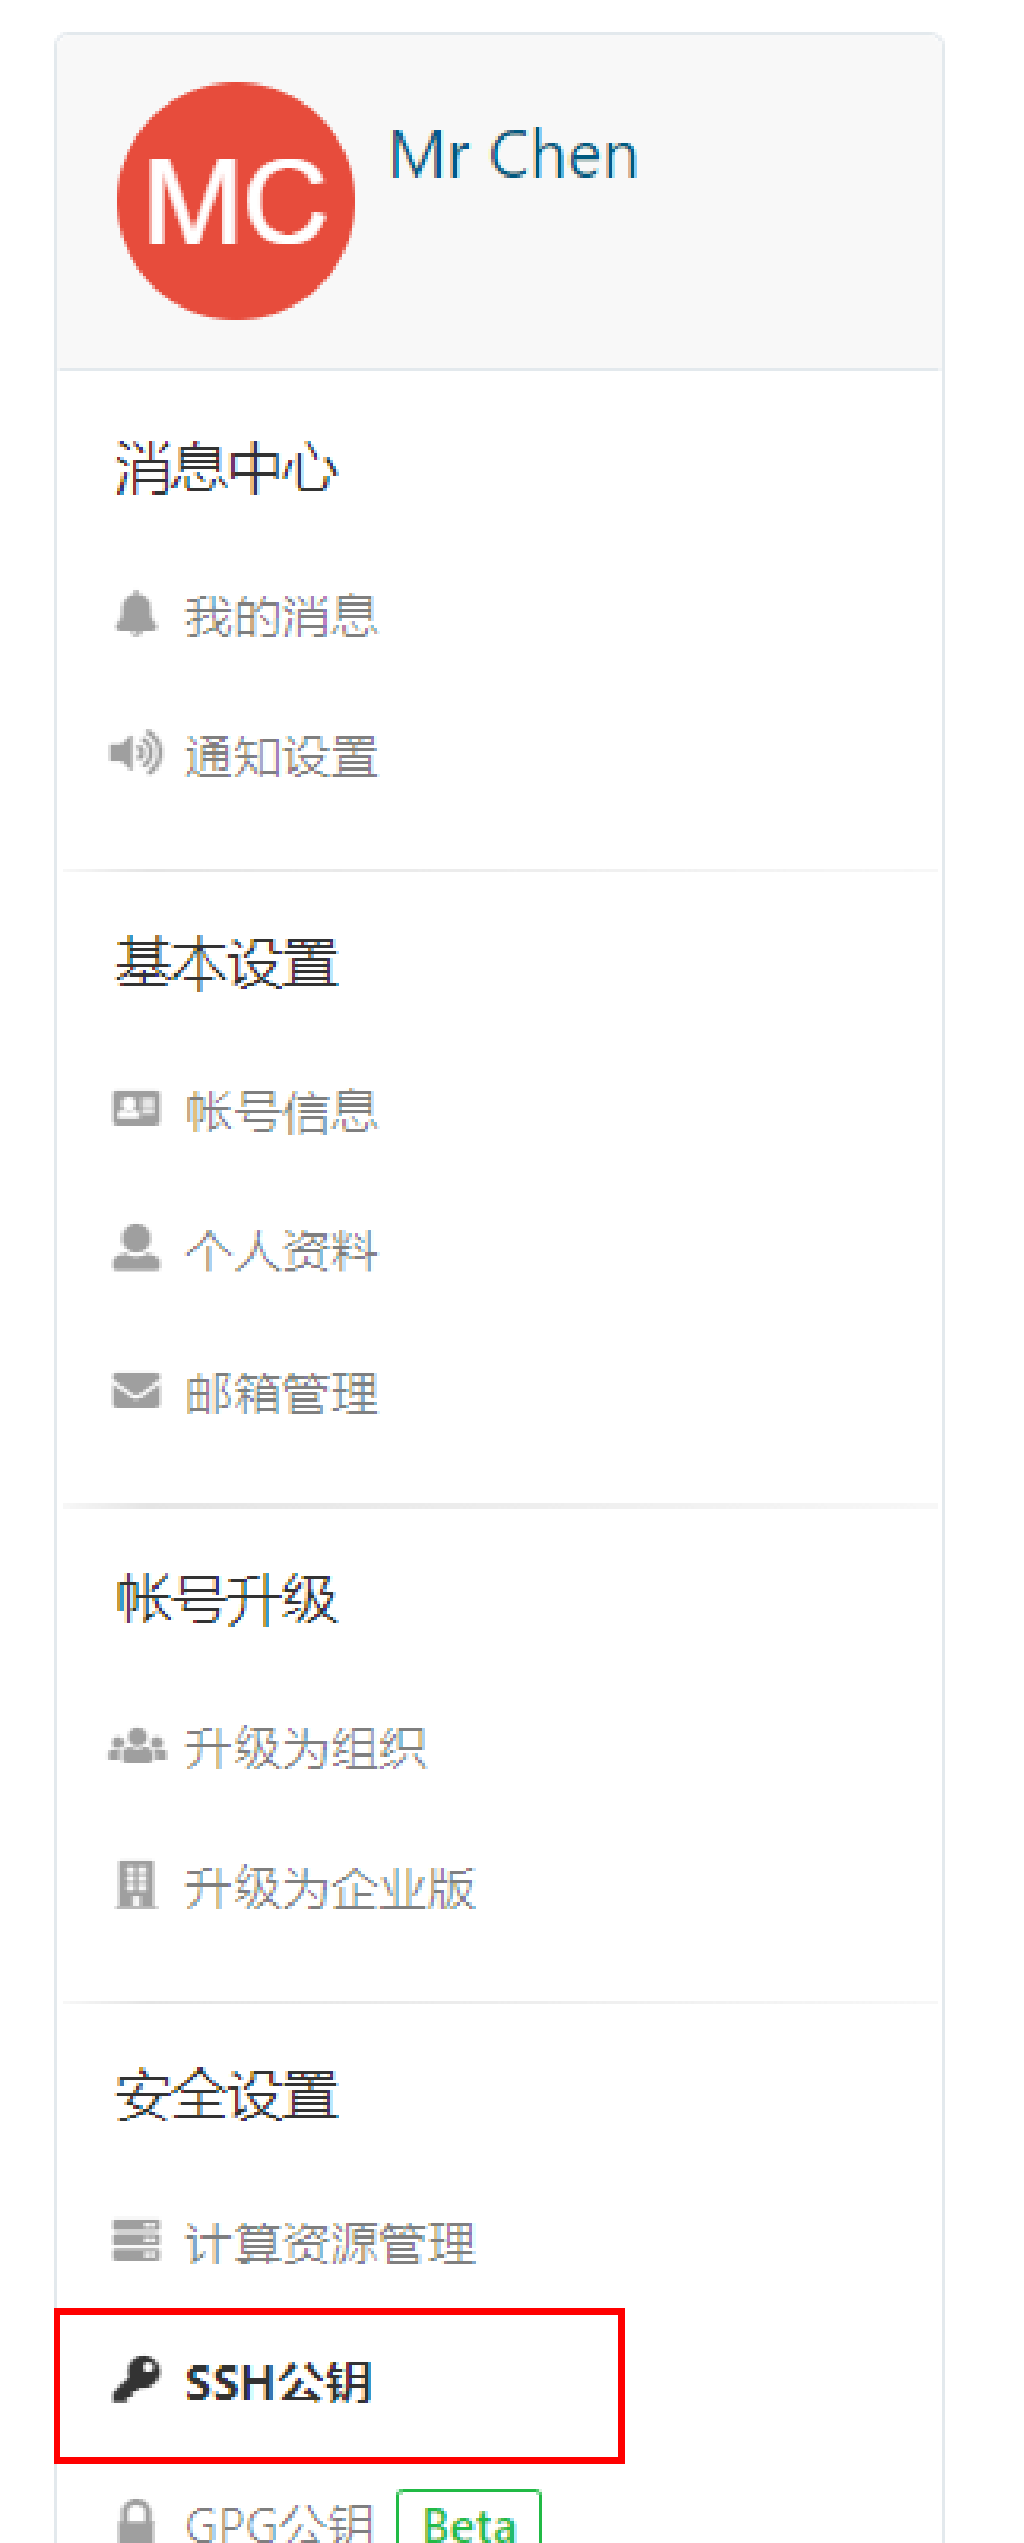 MC
Mr Chen
消息中心
我的消息
通知设置
基本设置
帐号信息
个人资料
邮箱管理
帐号升级
升级为组织
升级为企业版
安全设置
计算资源管理
SSH公钥
GPG公钥 Beta